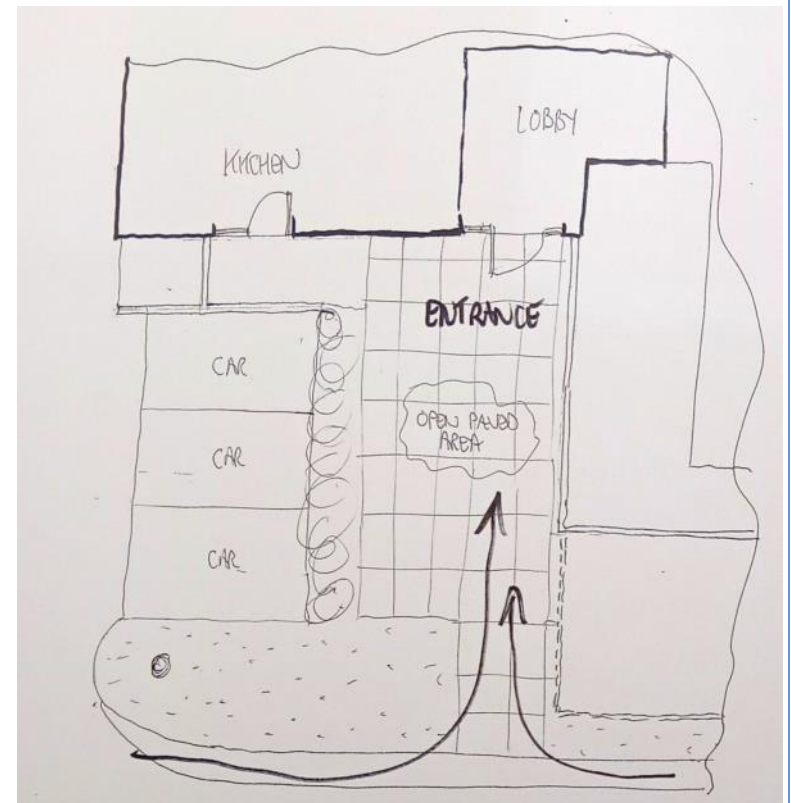 LOBBY
KITCHEN
ENTRANCE
CAR
OPEN PAVED
AREA
CAR
CAR